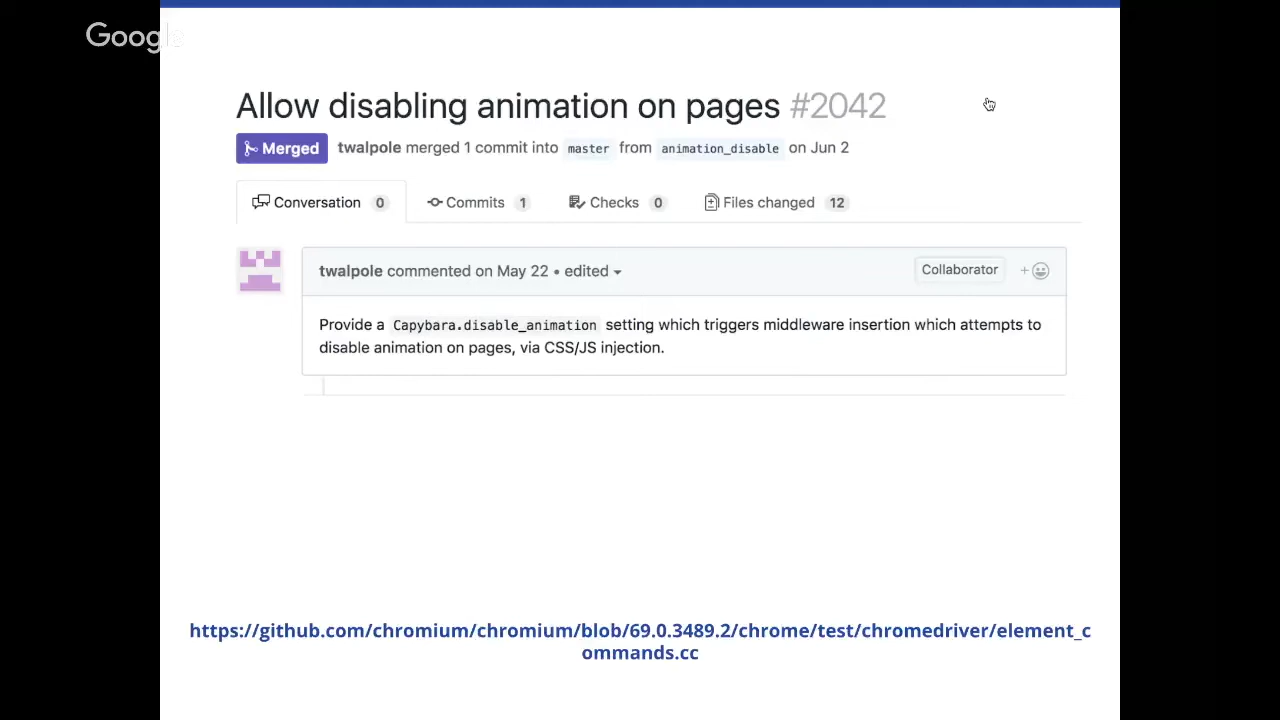 Google
Allow disabling animation on pages #2042
Merged twalpole merged 1 commit into master from animation_disable on Jun 2
Conversation 0 Commits 1 Checks 0 Files changed 12
twalpole commented on May 22 • edited Collaborator
Provide a Capybara.disable_animation setting which triggers middleware insertion which attempts to
disable animation on pages, via CSS/JS injection.
https://github.com/chromium/chromium/blob/69.0.3489.2/chrome/test/chromedriver/element_c
ommands.cc